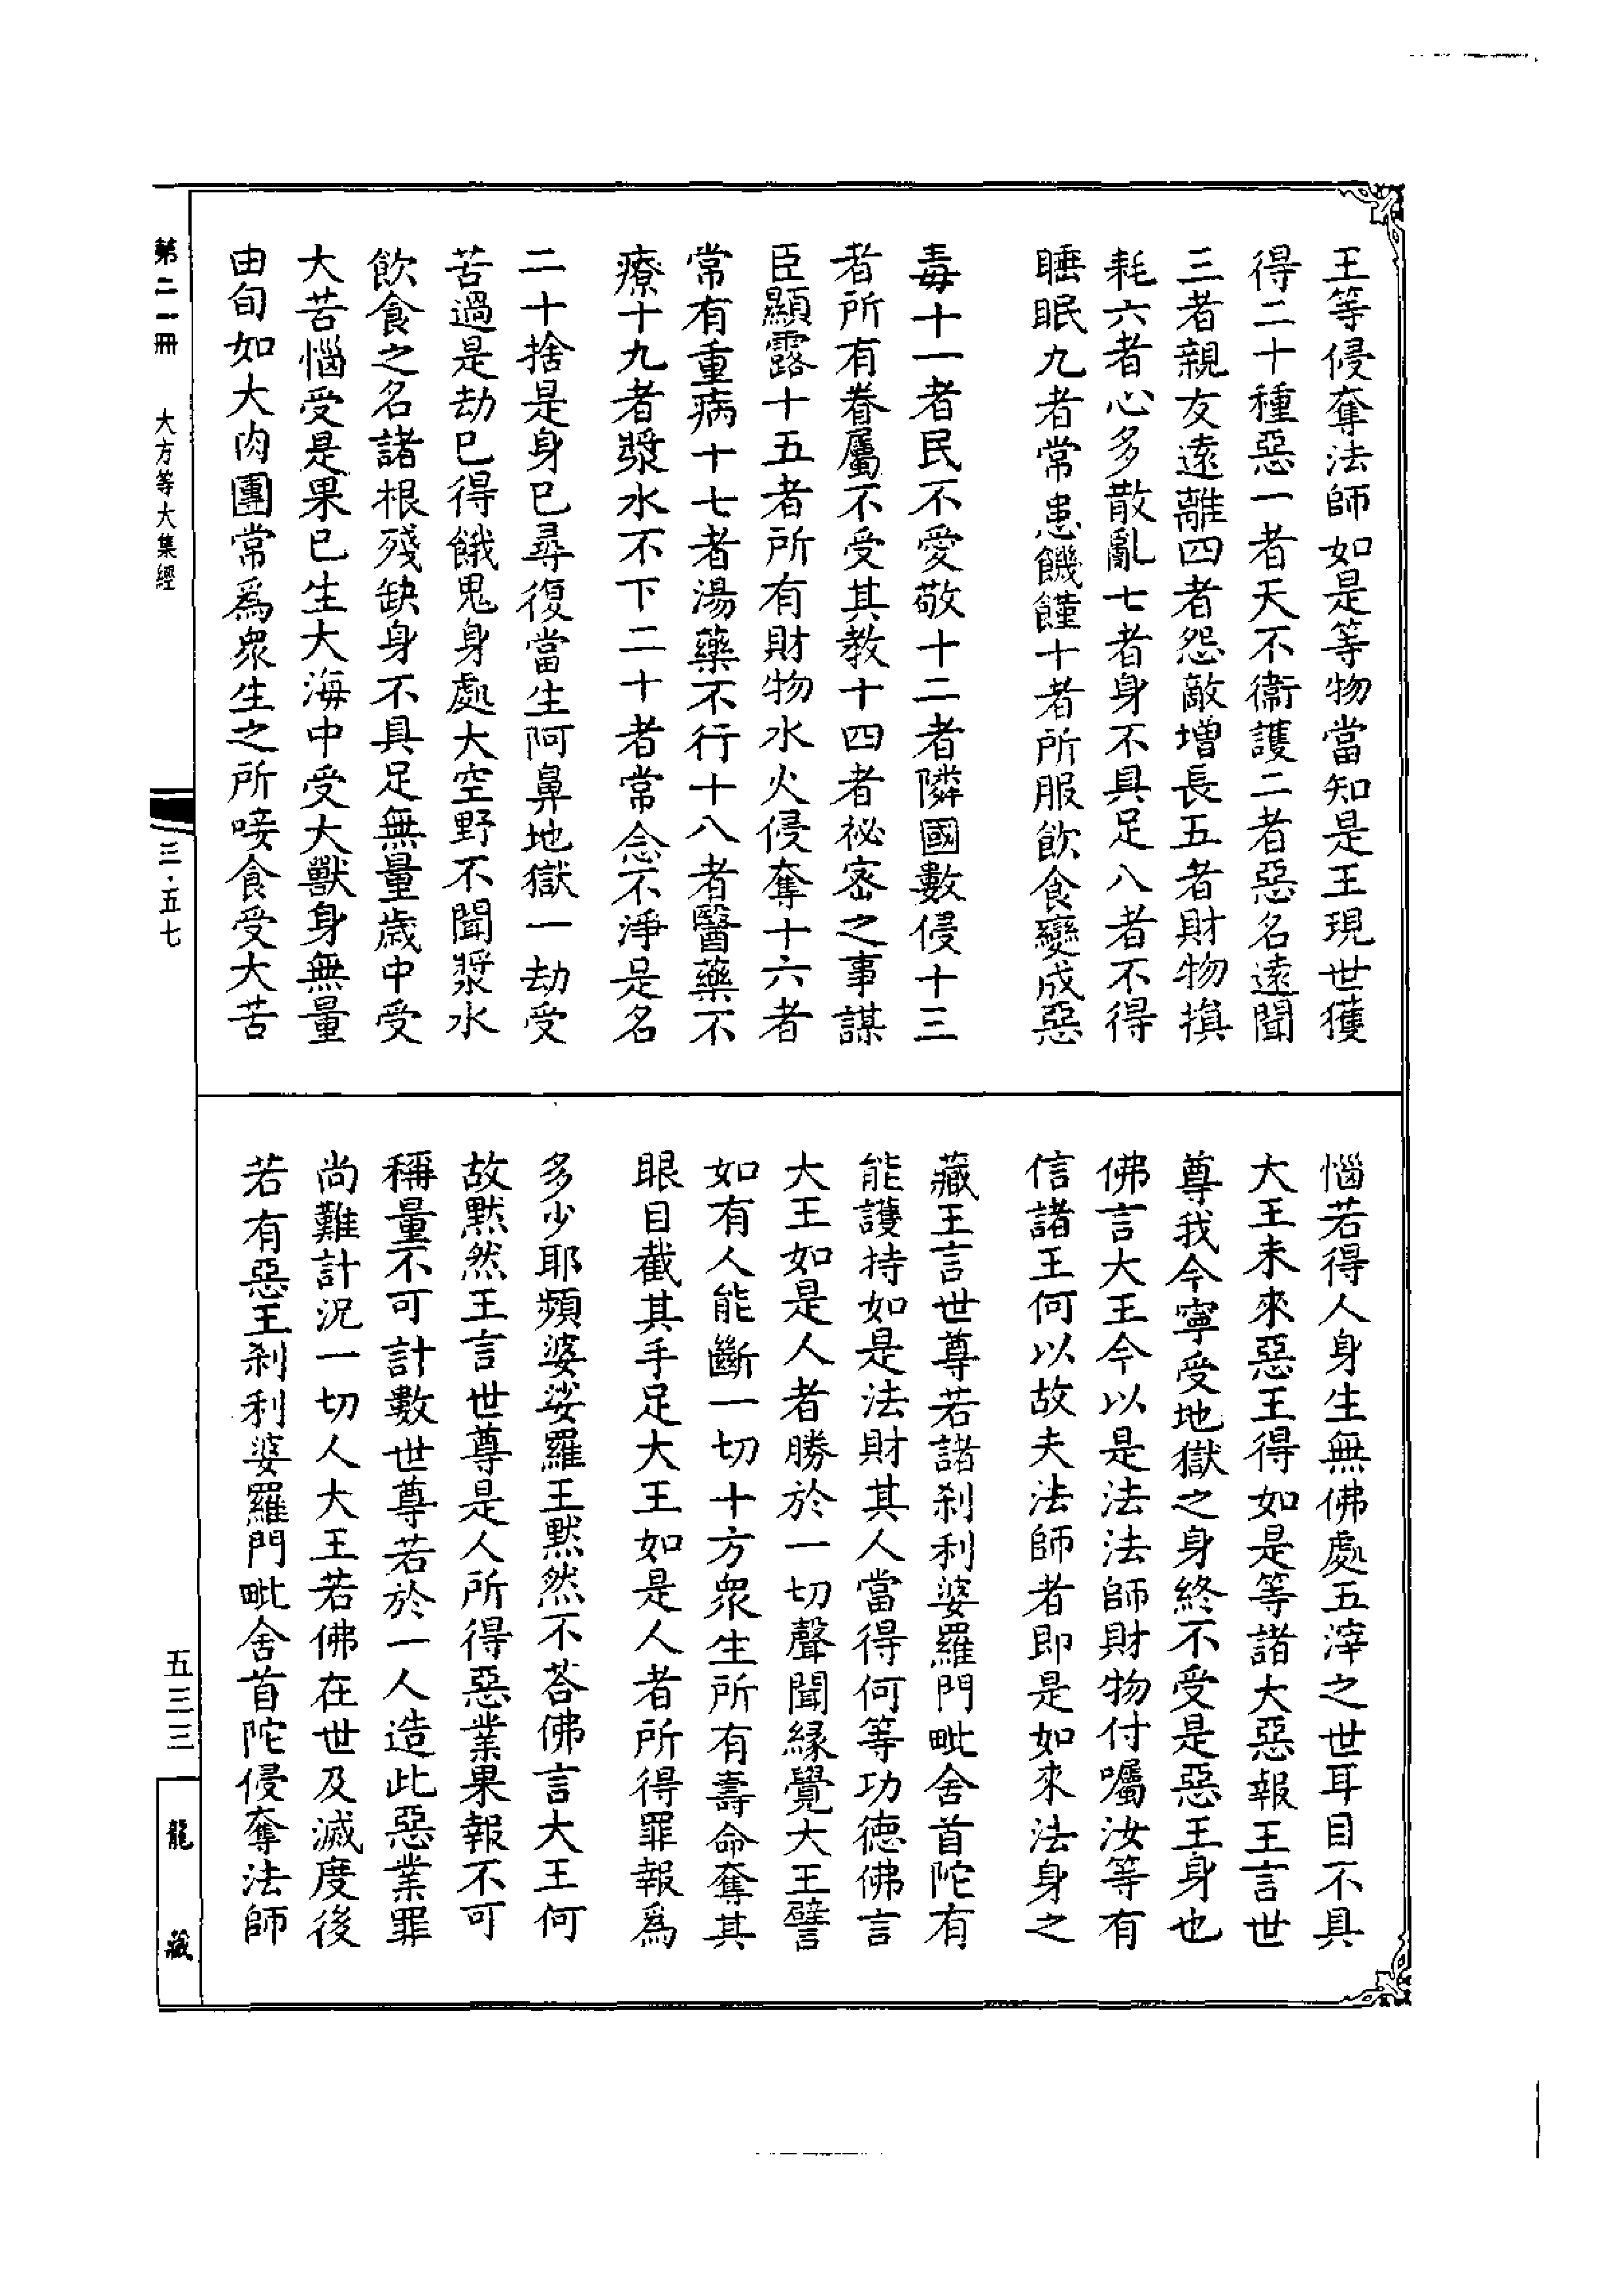 王等侵奪法師如是等物當知是王現世獲
得二十種惡一者天不衞護二者惡名遠聞
三者親友遠離四者怨敵增長五者財物損
耗六者心多散亂七者身不具足八者不得
睡眠九者常患饑饉十者所服飲食變成惡
毒十一者民不愛敬十二者隣國數侵十三
者所有眷屬不受其教十四者祕密之事謀
臣顯露十五者所有財物水火侵奪十六者
常有重病十七者湯藥不行十八者醫藥不
療十九者漿水不下二十者常念不淨是名
二十捨是身已尋復當生阿鼻地獄一劫受
苦過是劫已得餓鬼身處大空野不聞漿水
飲食之名諸根殘缺身不具足無量歲中受
大苦惱受是果已生大海中受大獸身無量
由旬如大肉團常爲衆生之所唼食受大苦
惱若得人身生無佛處五滓之世耳目不具
大王未來惡王得如是等諸大惡報王言世
尊我今寧受地獄之身終不受是惡王身也
佛言大王今以是法法師財物付囑汝等有
信諸王何以故夫法師者即是如來法身之
藏王言世尊若諸刹利婆羅門毗舍首陀有
能護持如是法財其人當得何等功德佛言
大王如是人者勝於一切聲聞緣覺大王譬
如有人能斷一切十方衆生所有壽命奪其
眼目截其手足大王如是人者所得罪報爲
多少耶頻婆娑羅王默然不荅佛言大王何
故默然王言世尊是人所得惡業果報不可
稱量不可計數世尊若於一人造此惡業罪
尚難計況一切人大王若佛在世及滅度後
若有惡王刹利婆羅門毗舍首陀侵奪法師
第二一冊　大方等大集經
三·五七
五三三
龍藏